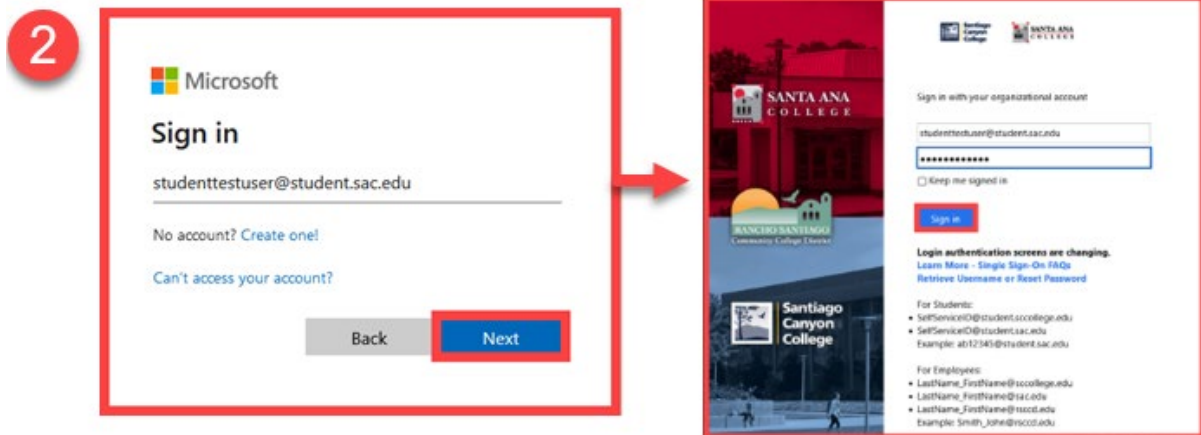 2
Microsoft
Sign in
studenttestuser@student.sac.edu
No account? Create one!
Can't access your account?
Back
Next
SANTA ANA
COLLEGE
RANCHO SANTIAGO
Community College District
Santiago
Canyon
College
Santiago
Canyon
College
SANTA ANA
COLLEGE
Sign in with your organizational account
studenttestuser@student.sac.edu
Keep me signed in
Sign in
Login authentication screens are changing.
Learn More - Single Sign-On FAQs
Retrieve Username or Reset Password
For Students:
• SelfServiceID@student.sccollege.edu
• SelfServiceID@student.sac.edu
Example: ab12345@student.sac.edu
For Employees:
• LastName_FirstName@sccollege.edu
• LastName_FirstName@sac.edu
• LastName_FirstName@rsccd.edu
Example: Smith_John@rsccd.edu